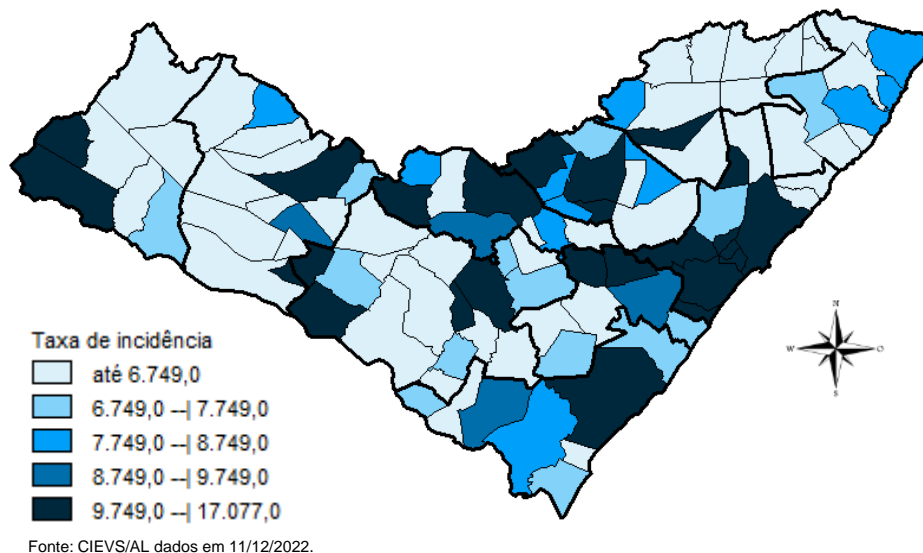 N
W O
S
Taxa de incidência
até 6.749,0
6.749,0 --| 7.749,0
7.749,0 --| 8.749,0
8.749,0 --| 9.749,0
9.749,0 --| 17.077,0
Fonte: CIEVS/AL dados em 11/12/2022.